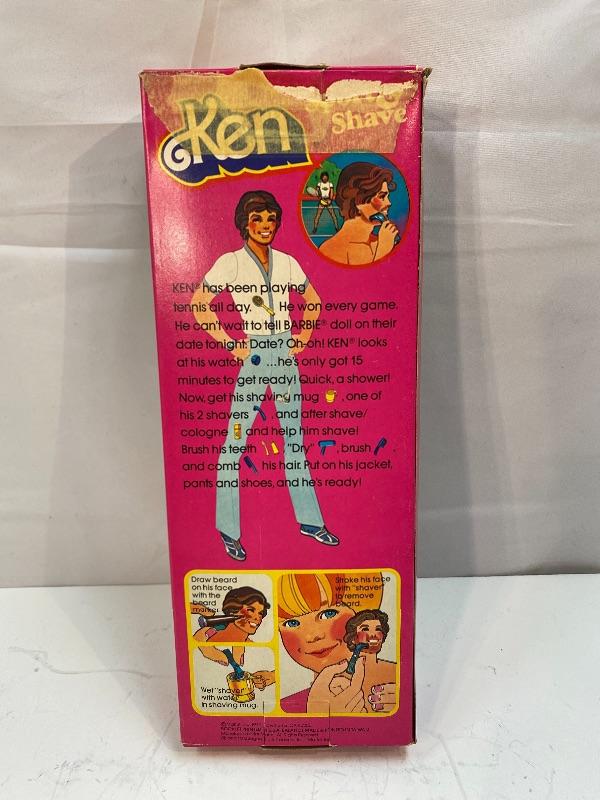 Ken
Shave
KEN® has been playing
tennis all day. He won every game.
He can't wait to tell BARBIE® doll on their
date tonight. Date? Oh-oh! KEN® looks
at his watch ...he's only got 15
minutes to get ready! Quick, a shower!
Now, get his shaving mug , one of
his 2 shavers , and after shave/
cologne and help him shave!
Brush his teeth , "Dry" , brush ,
and comb his hair. Put on his jacket,
pants and shoes, and he's ready!
Draw beard
on his face
with the
beard
marker.
Wet "shaver"
with water
in shaving mug.
Stroke his face
with "shaver"
to remove
beard.